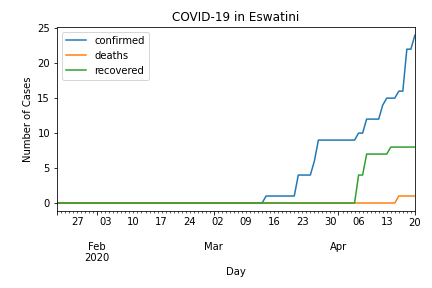 COVID-19 in Eswatini
confirmed
deaths
recovered
Number of Cases
25
20
15
10
5
0
27 03 10 17 24 02 09 16 23 30 06 13 20
Feb Mar Apr
2020
Day